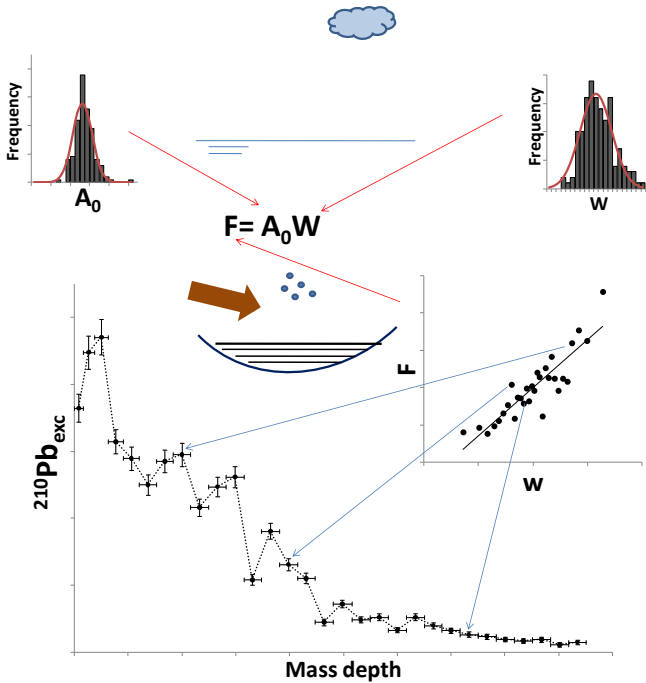 Frequency
A₀
Frequency
w
F= A₀W
F
w
²¹⁰Pbexc
Mass depth